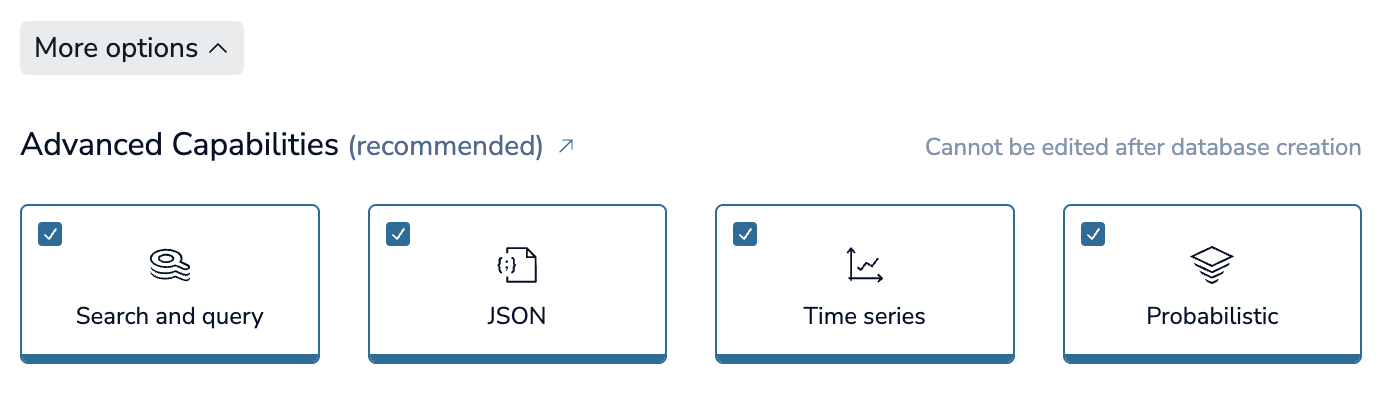 More options
Advanced Capabilities (recommended)
Cannot be edited after database creation
Search and query
{;}
JSON
Time series
Probabilistic